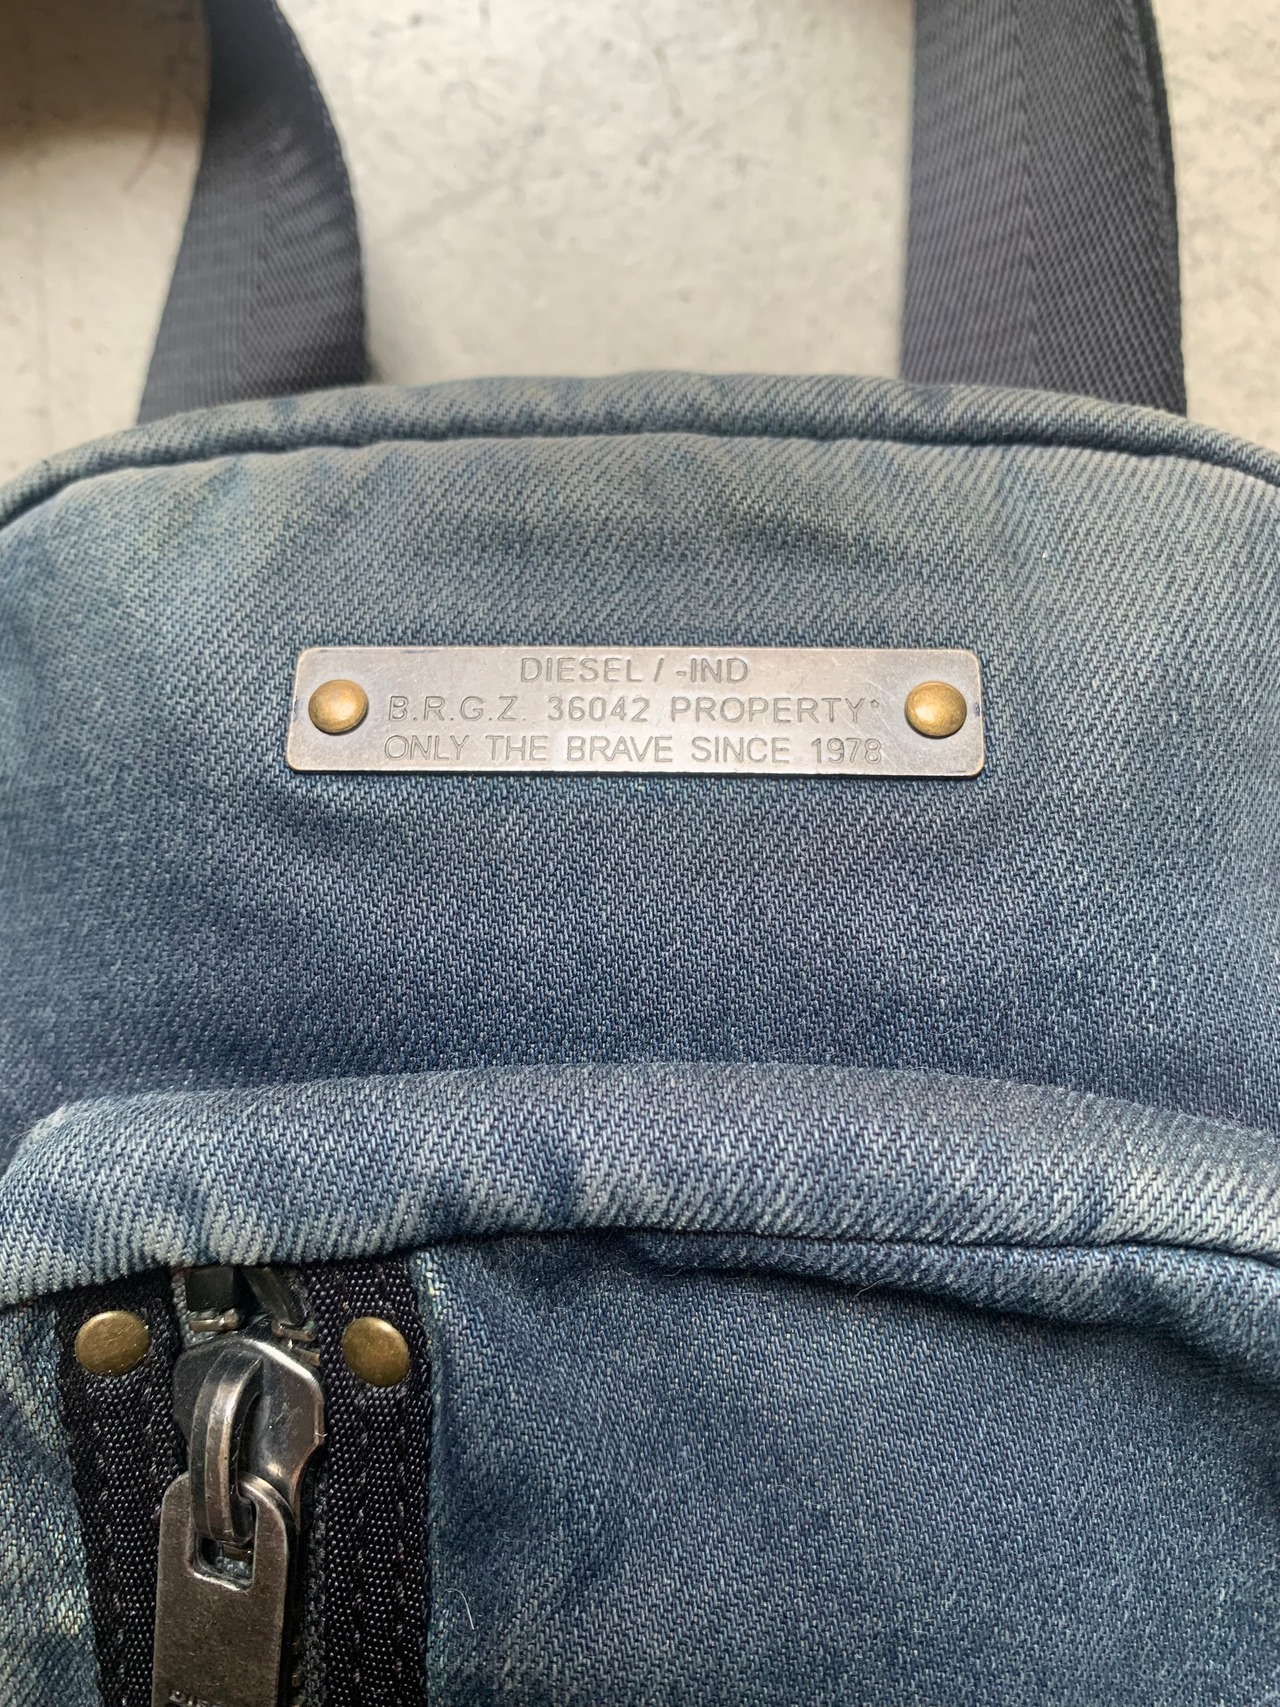 DIESEL / -IND
B.R.G.Z. 36042 PROPERTY*
ONLY THE BRAVE SINCE 1978